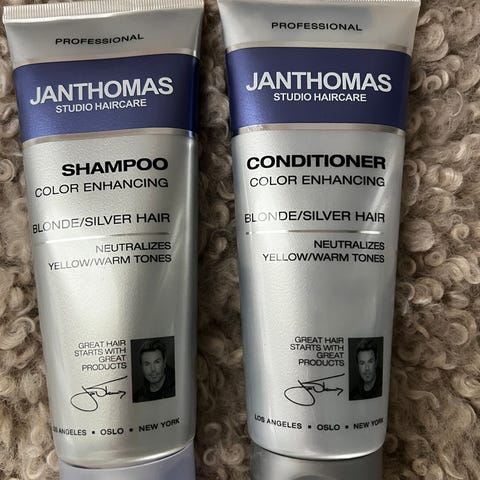 PROFESSIONAL
JANTHOMAS
STUDIO HAIRCARE
SHAMPOO
COLOR ENHANCING
BLONDE/SILVER HAIR
NEUTRALIZES
YELLOW/WARM TONES
GREAT HAIR
STARTS WITH
GREAT
PRODUCTS
LOS ANGELES • OSLO • NEW YORK
PROFESSIONAL
JANTHOMAS
STUDIO HAIRCARE
CONDITIONER
COLOR ENHANCING
BLONDE/SILVER HAIR
NEUTRALIZES
YELLOW/WARM TONES
GREAT HAIR
STARTS WITH
GREAT
PRODUCTS
LOS ANGELES • OSLO • NEW YORK